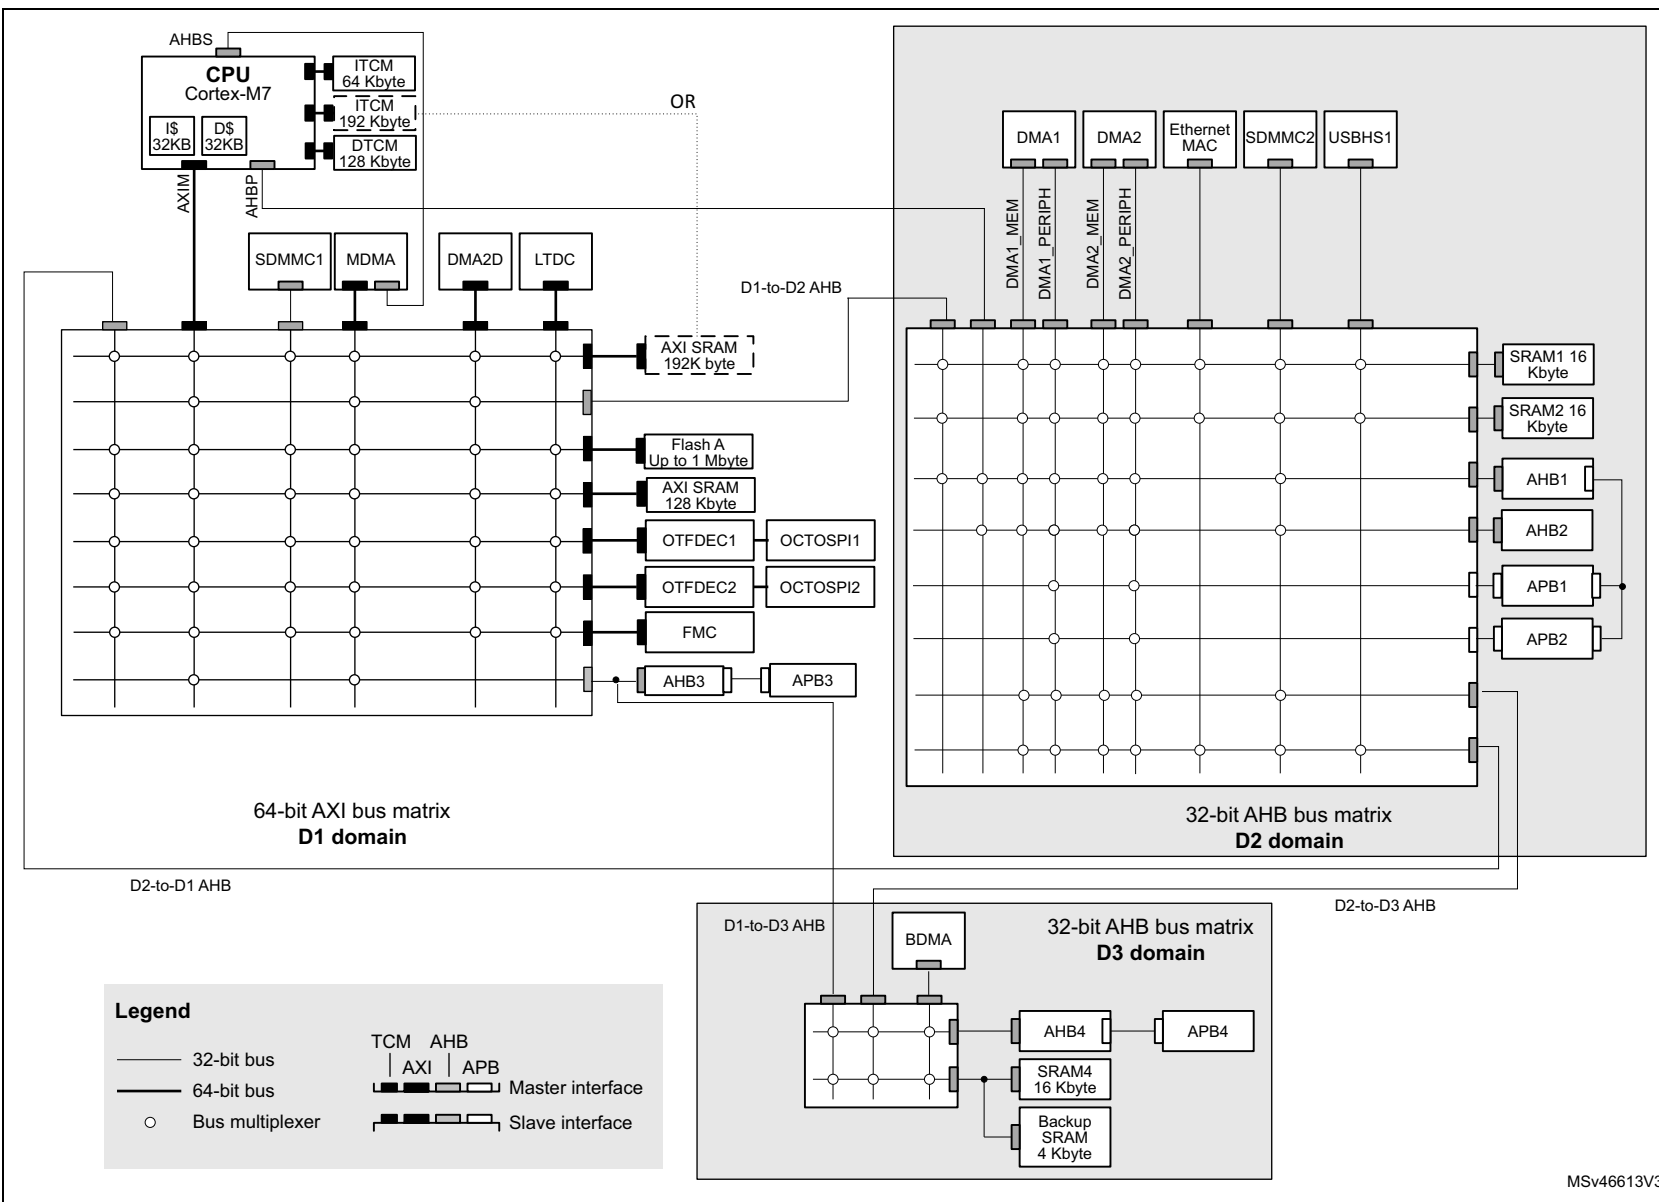 AHBS
CPU
Cortex-M7
I$
32KB
D$
32KB
ITCM
64 Kbyte
ITCM
192 Kbyte
DTCM
128 Kbyte
OR
AXIM
AHBP
SDMMC1
MDMA
DMA2D
LTDC
D1-to-D2 AHB
AXI SRAM
192K byte
Flash A
Up to 1 Mbyte
AXI SRAM
128 Kbyte
OTFDEC1
OCTOSPI1
OTFDEC2
OCTOSPI2
FMC
AHB3
APB3
64-bit AXI bus matrix
D1 domain
DMA1
DMA2
Ethernet
MAC
SDMMC2
USBHS1
DMA1_MEM
DMA1_PERIPH
DMA2_MEM
DMA2_PERIPH
SRAM1 16
Kbyte
SRAM2 16
Kbyte
AHB1
AHB2
APB1
APB2
32-bit AHB bus matrix
D2 domain
D2-to-D1 AHB
D2-to-D3 AHB
D1-to-D3 AHB
BDMA
32-bit AHB bus matrix
D3 domain
AHB4
APB4
SRAM4
16 Kbyte
Backup
SRAM
4 Kbyte
Legend
32-bit bus
64-bit bus
Bus multiplexer
TCM
AHB
AXI
APB
Master interface
Slave interface
MSv46613V3